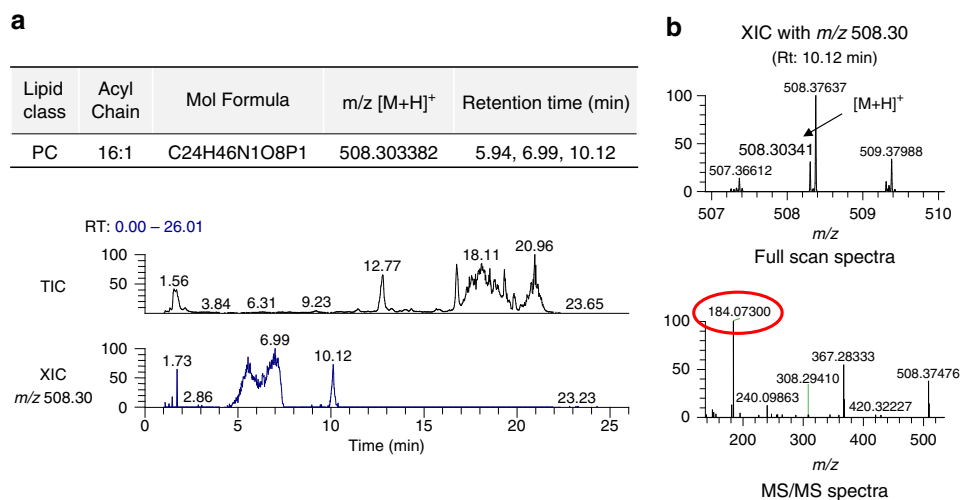 a
Lipid class
Acyl Chain
Mol Formula
m/z [M+H]+
Retention time (min)
PC
16:1
C24H46N1O8P1
508.303382
5.94, 6.99, 10.12
RT: 0.00 – 26.01
TIC
100
50
1.56
3.84
6.31
9.23
12.77
18.11
20.96
23.65
XIC
m/z 508.30
100
50
0
1.73
2.86
6.99
10.12
23.23
0
5
10
15
20
25
Time (min)
b
XIC with m/z 508.30
(Rt: 10.12 min)
100
50
0
508.37637
[M+H]+
508.30341
507.36612
509.37988
507
508
509
510
m/z
Full scan spectra
184.07300
100
50
0
367.28333
308.29410
508.37476
240.09863
420.32227
200
300
400
500
m/z
MS/MS spectra